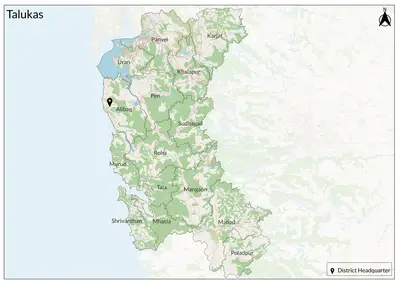 Talukas
N
Karjat
Panvel
Uran
Khalapur
Pen
Alibag
Sudhagad
Roha
Murud
Tala
Mangaon
Shrivardhan
Mhasla
Mahad
Poladpur
District Headquarter